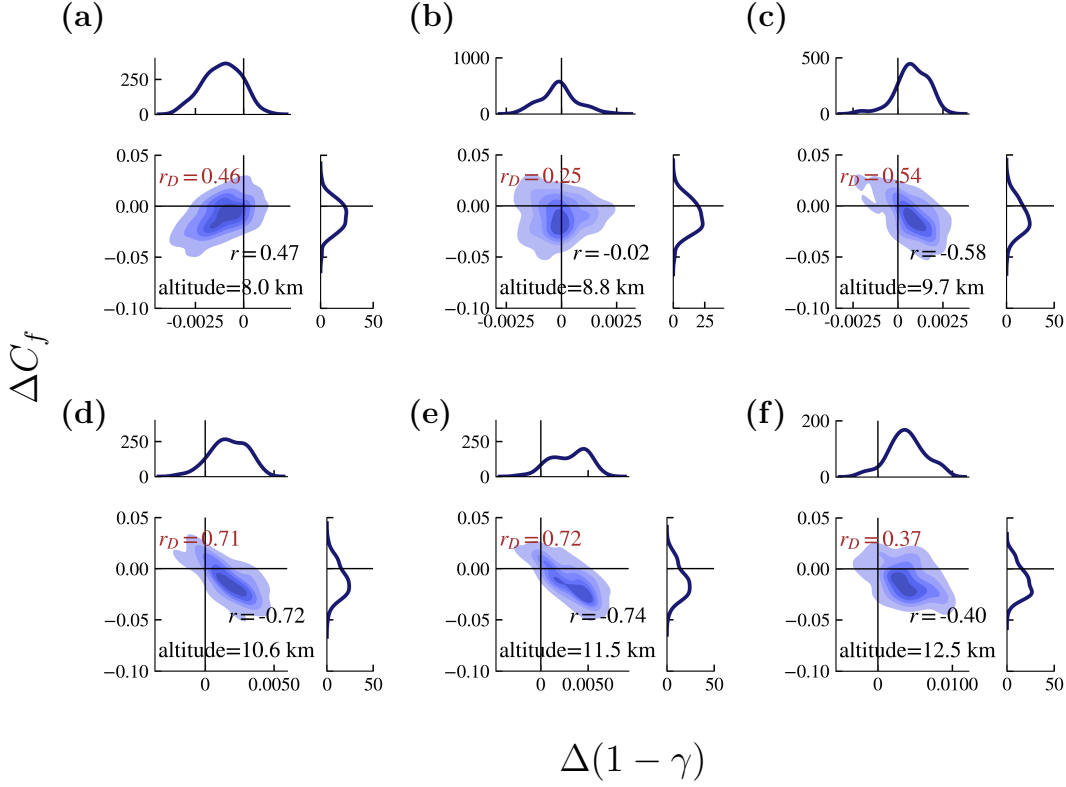 (a)
(b)
(c)
250
0
1000
0
500
0
0.05
0.00
−0.05
−0.10
r_D = 0.46
r = 0.47
altitude=8.0 km
-0.0025 0
0 50
0.05
0.00
−0.05
−0.10
r_D = 0.25
r = -0.02
altitude=8.8 km
-0.0025 0 0.0025
0 25
0.05
0.00
−0.05
−0.10
r_D = 0.54
r = -0.58
altitude=9.7 km
-0.0025 0 0.0025
0 50
ΔC_f
(d)
(e)
(f)
250
0
250
0
200
0
0.05
0.00
−0.05
−0.10
r_D = 0.71
r = -0.72
altitude=10.6 km
0 0.0050
0 50
0.05
0.00
−0.05
−0.10
r_D = 0.72
r = -0.74
altitude=11.5 km
0 0.0050
0 50
0.05
0.00
−0.05
−0.10
r_D = 0.37
r = -0.40
altitude=12.5 km
0 0.0100
0 50
Δ(1 − γ)